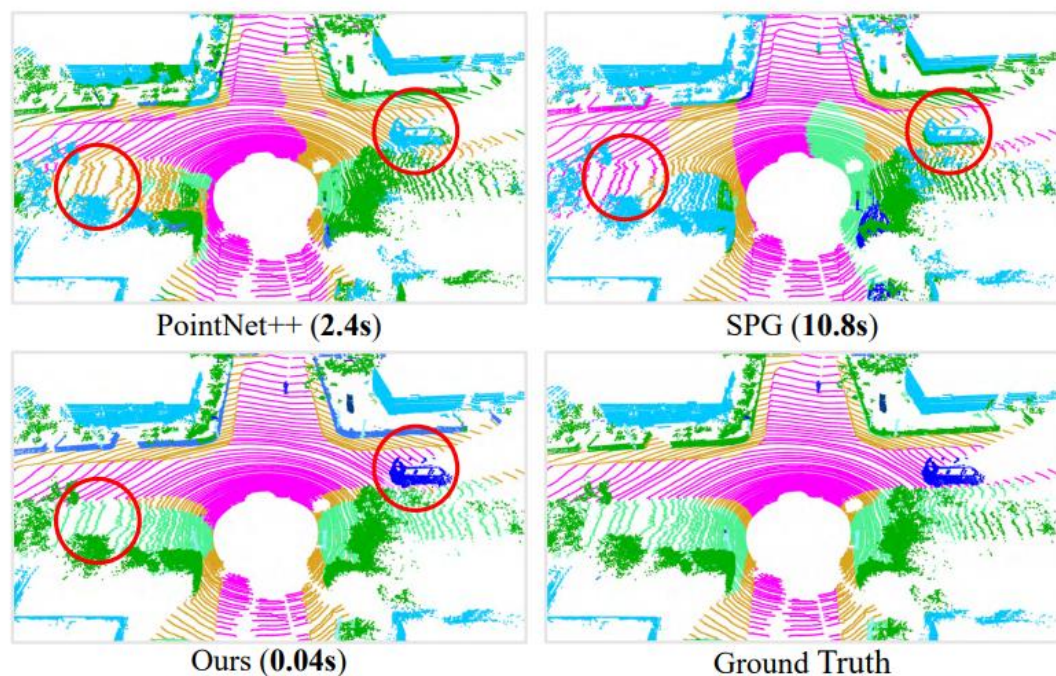 PointNet++ (2.4s)
SPG (10.8s)
Ours (0.04s)
Ground Truth